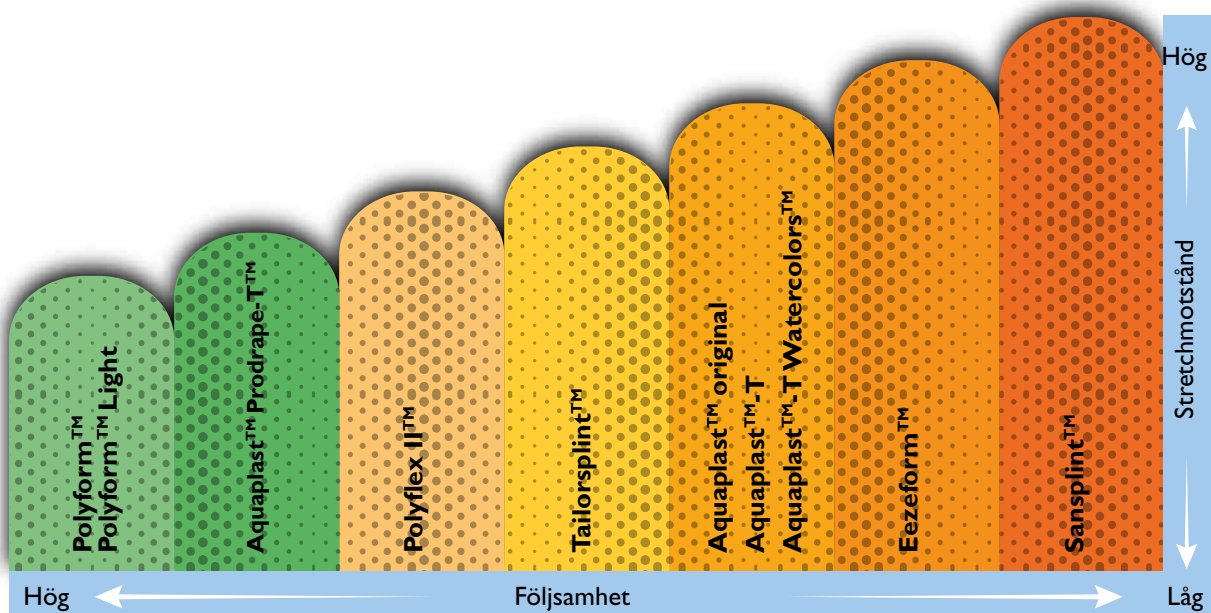 Polyform™
Polyform™ Light
Aquaplast™ Prodrape-T™
Polyflex II™
Tailorsplint™
Aquaplast™ original
Aquaplast™-T
Aquaplast™-T Watercolors™
Eezeform™
Sansplint™
Hög
Stretchmotstånd
Hög
Följsamhet
Låg